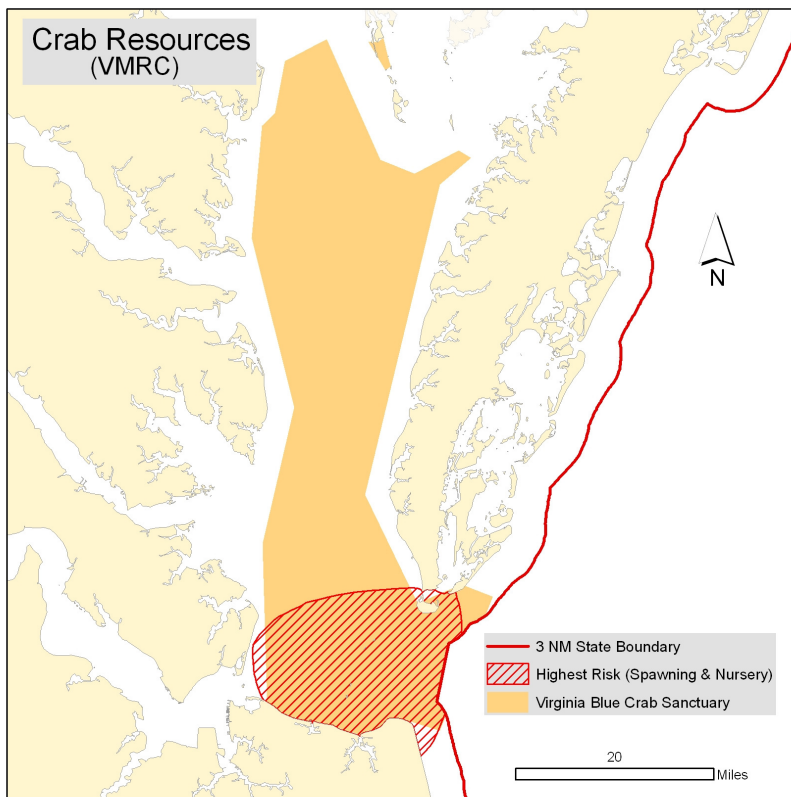 Crab Resources
(VMRC)
N
3 NM State Boundary
Highest Risk (Spawning & Nursery)
Virginia Blue Crab Sanctuary
20
Miles